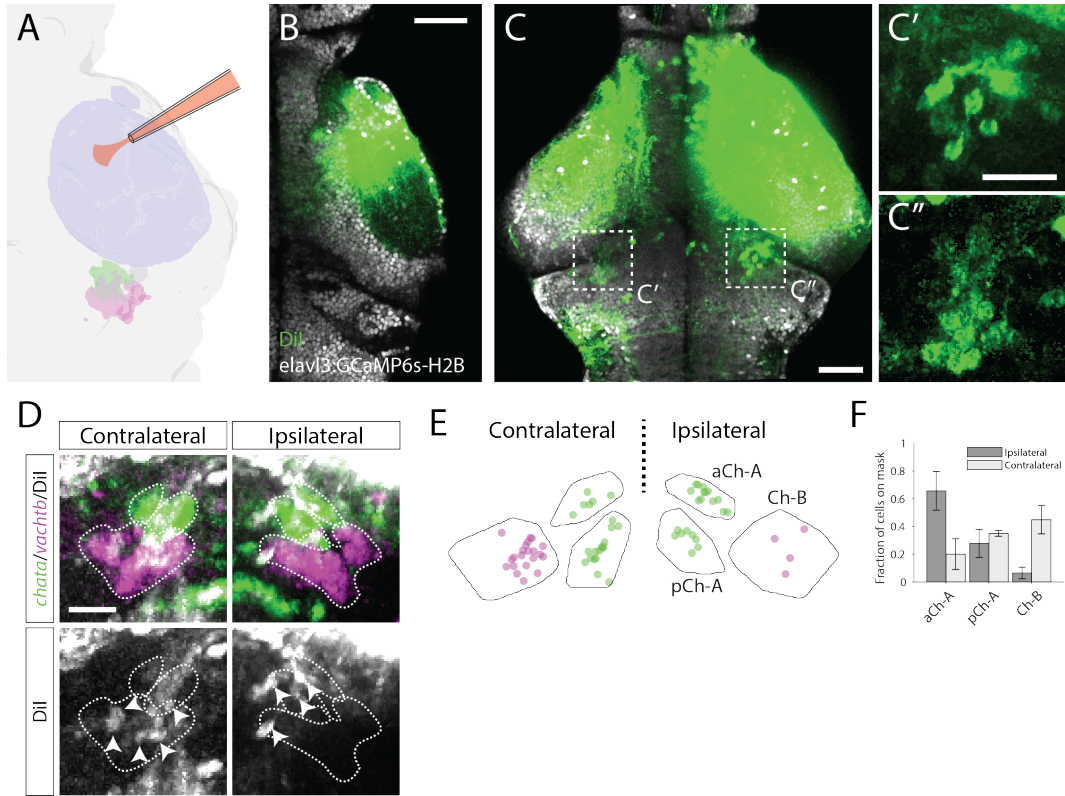 A
B
C
C′
C″
C′
C″
DiI
elavl3:GCaMP6s-H2B
D
Contralateral
Ipsilateral
chata/vachtb/DiI
DiI
E
Contralateral
Ipsilateral
aCh-A
Ch-B
pCh-A
F
Fraction of cells on mask
1
0.8
0.6
0.4
0.2
0
Ipsilateral
Contralateral
aCh-A
pCh-A
Ch-B